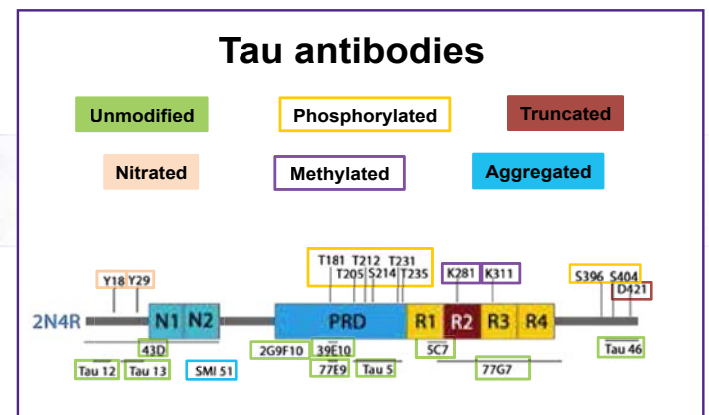 Tau antibodies
Unmodified Phosphorylated Truncated
Nitrated Methylated Aggregated
T181 T212 T231
T205 S214 T235
Y18 Y29 K281 K311 S396 S404
D421
2N4R N1 N2 PRD R1 R2 R3 R4
43D 2G9F10 39E10 5C7 Tau 46
Tau 12 Tau 13 SMI 51 77E9 Tau 5 77G7